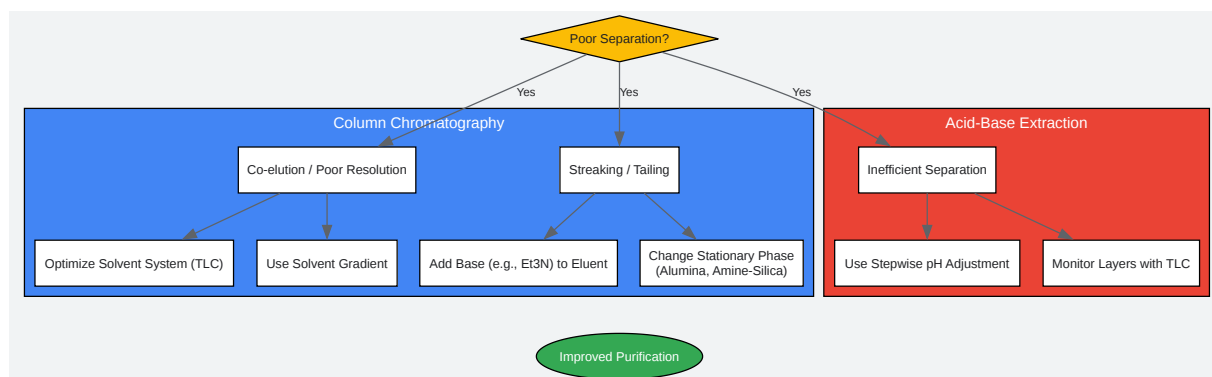 Poor Separation?
Yes
Yes
Yes
Column Chromatography
Acid-Base Extraction
Co-elution / Poor Resolution
Streaking / Tailing
Inefficient Separation
Optimize Solvent System (TLC)
Use Solvent Gradient
Add Base (e.g., Et3N) to Eluent
Change Stationary Phase
(Alumina, Amine-Silica)
Use Stepwise pH Adjustment
Monitor Layers with TLC
Improved Purification